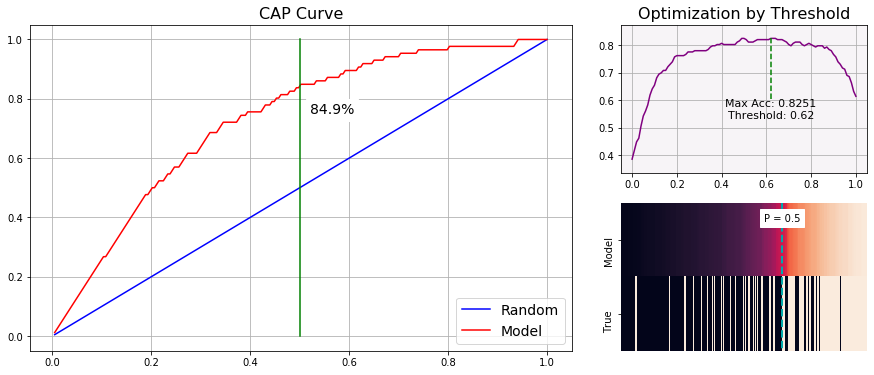 CAP Curve
1.0
0.8
0.6
0.4
0.2
0.0
84.9%
Random
Model
0.0 0.2 0.4 0.6 0.8 1.0
Optimization by Threshold
0.8
0.7
0.6
0.5
0.4
Max Acc: 0.8251
Threshold: 0.62
0.0 0.2 0.4 0.6 0.8 1.0
Model
P = 0.5
True